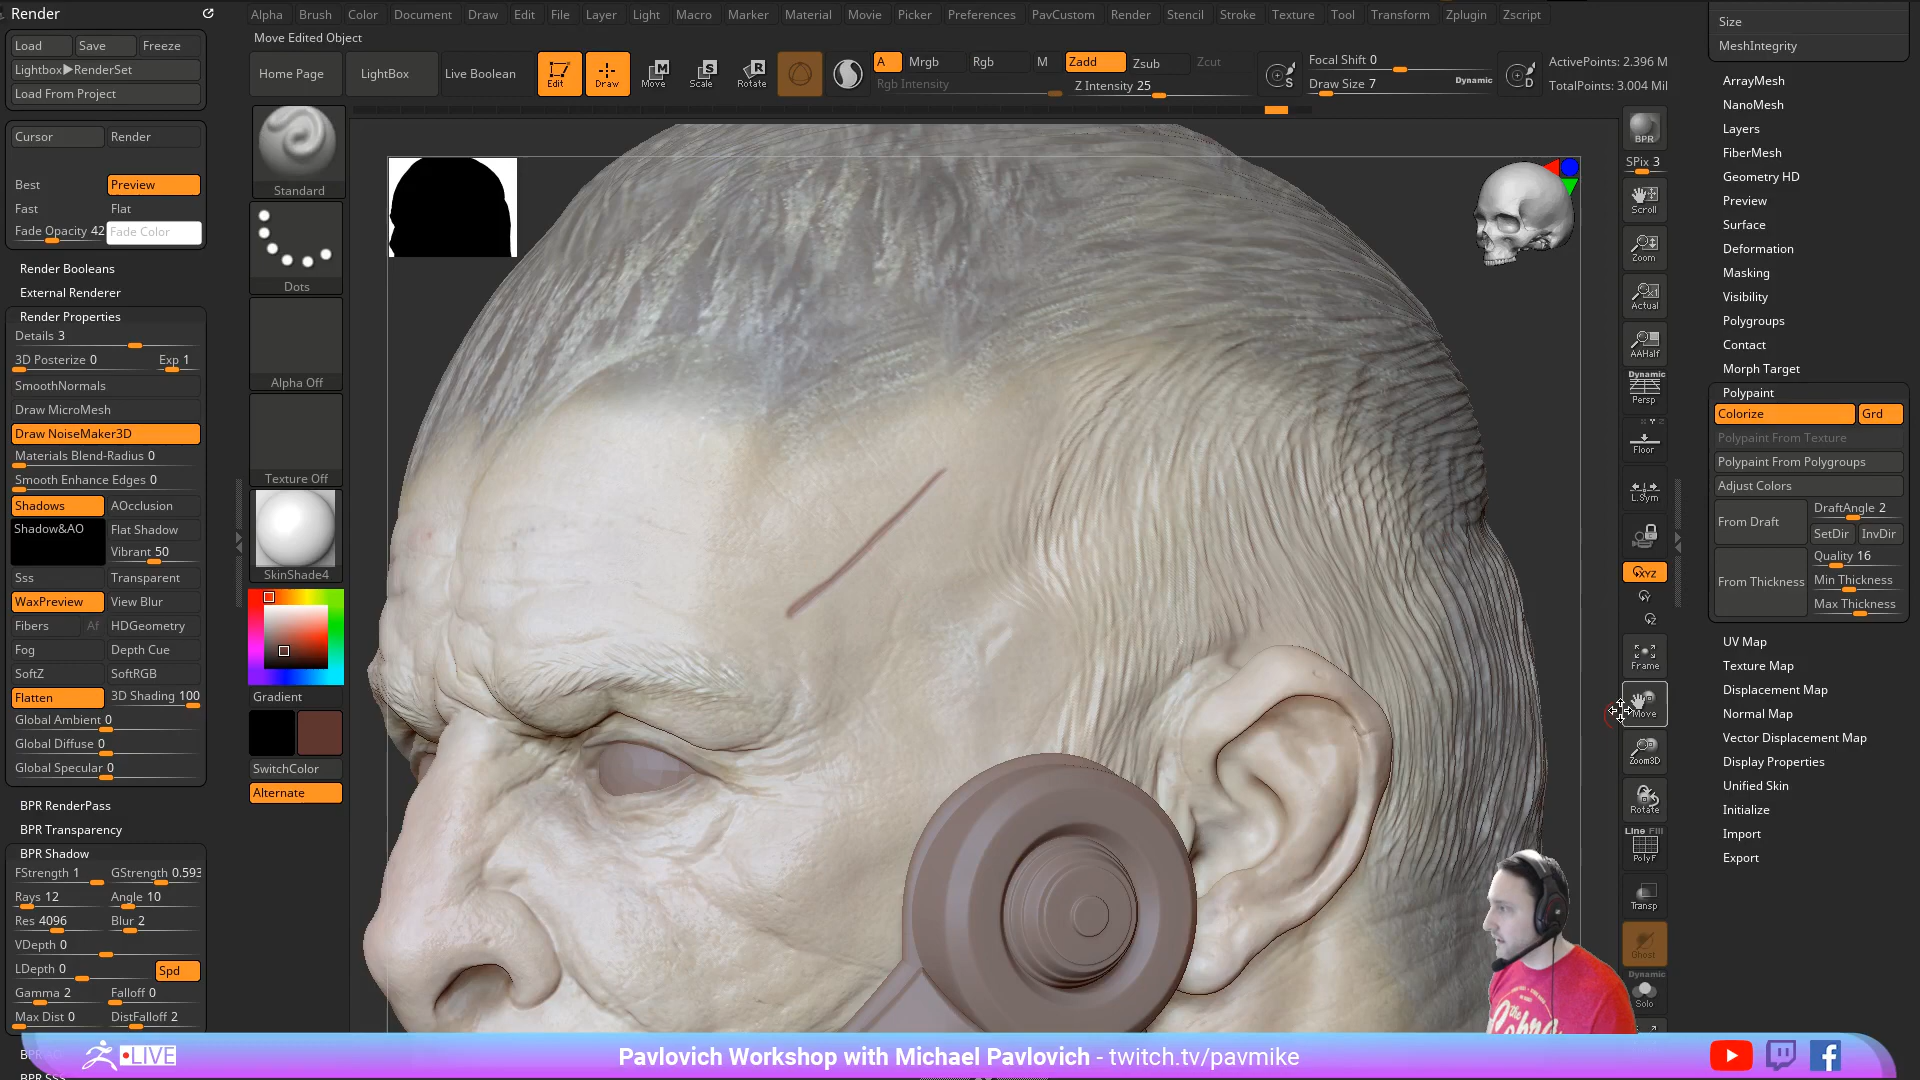 Render
Alpha Brush Color Document Draw Edit File Layer Light Macro Marker Material Movie Picker Preferences PavCustom Render Stencil Stroke Texture Tool Transform Zplugin Zscript
Move Edited Object
Load Save Freeze
Lightbox▶RenderSet
Load From Project
Cursor Render
Best Preview
Fast Flat
Fade Opacity 42 Fade Color
Render Booleans
External Renderer
Render Properties
Details 3
3D Posterize 0 Exp 1
SmoothNormals
Draw MicroMesh
Draw NoiseMaker3D
Materials Blend-Radius 0
Smooth Enhance Edges 0
Shadows AOcclusion
Shadow&AO Flat Shadow
Vibrant 50
Sss Transparent
WaxPreview View Blur
Fibers Af HDGeometry
Fog Depth Cue
SoftZ SoftRGB
Flatten 3D Shading 100
Global Ambient 0
Global Diffuse 0
Global Specular 0
BPR RenderPass
BPR Transparency
BPR Shadow
FStrength 1 GStrength 0.593
Rays 12 Angle 10
Res 4096 Blur 2
VDepth 0
LDepth 0 Spd
Gamma 2 Falloff 0
Max Dist 0 DistFalloff 2
Home Page LightBox Live Boolean Edit Draw Move Scale Rotate
A Mrgb Rgb M Zadd Zsub Zcut
Rgb Intensity Z Intensity 25
S Focal Shift 0
Draw Size 7 Dynamic
D ActivePoints: 2.396 M
TotalPoints: 3.004 Mil
Standard
Dots
Alpha Off
Texture Off
SkinShade4
Gradient
SwitchColor
Alternate
BPR
SPix 3
Scroll
Zoom
Actual
AAHalf
Dynamic
Persp
Floor
L.Sym
XYZ
Y
Z
Frame
Move
Zoom3D
Rotate
Line Fill
PolyF
Transp
Ghost
Dynamic
Solo
Size
MeshIntegrity
ArrayMesh
NanoMesh
Layers
FiberMesh
Geometry HD
Preview
Surface
Deformation
Masking
Visibility
Polygroups
Contact
Morph Target
Polypaint
Colorize Grd
Polypaint From Texture
Polypaint From Polygroups
Adjust Colors
From Draft DraftAngle 2
SetDir InvDir
From Thickness Quality 16
Min Thickness
Max Thickness
UV Map
Texture Map
Displacement Map
Normal Map
Vector Displacement Map
Display Properties
Unified Skin
Initialize
Import
Export
LIVE
Pavlovich Workshop with Michael Pavlovich - twitch.tv/pavmike